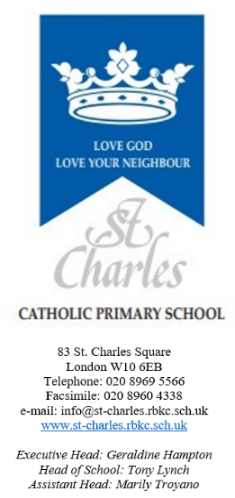 LOVE GOD
LOVE YOUR NEIGHBOUR
St
Charles
CATHOLIC PRIMARY SCHOOL
83 St. Charles Square
London W10 6EB
Telephone: 020 8969 5566
Facsimile: 020 8960 4338
e-mail: info@st-charles.rbkc.sch.uk
www.st-charles.rbkc.sch.uk
Executive Head: Geraldine Hampton
Head of School: Tony Lynch
Assistant Head: Marily Troyano